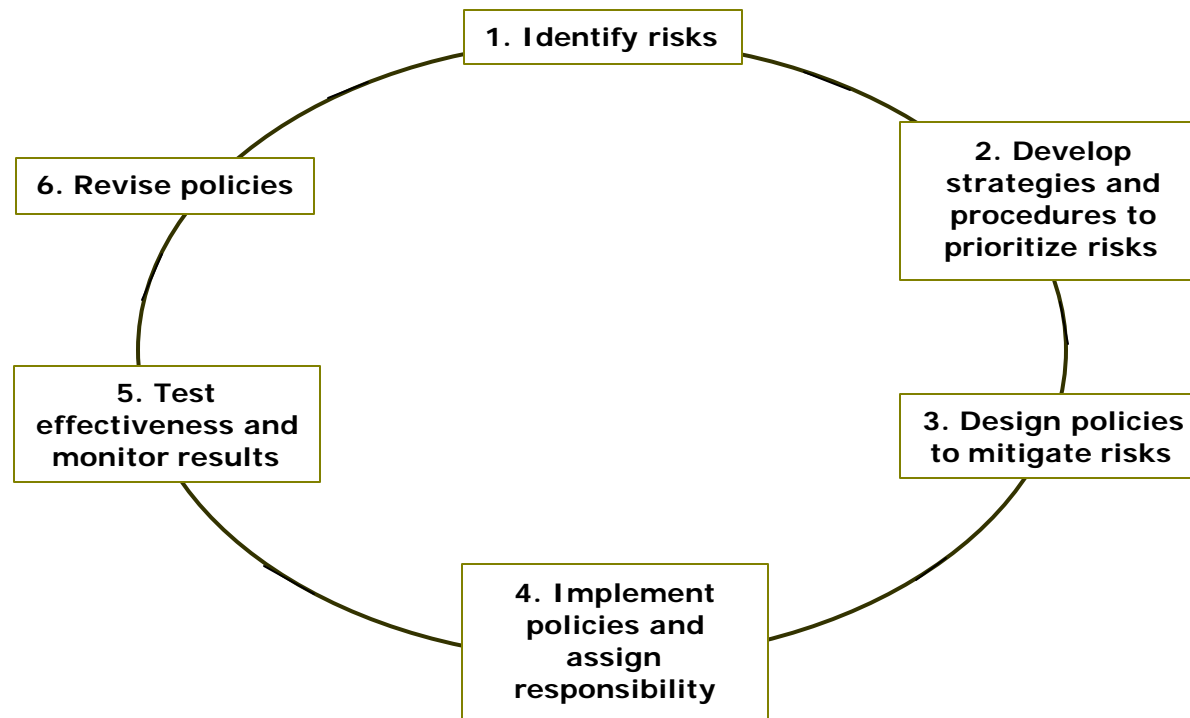 1. Identify risks
2. Develop
strategies and
procedures to
prioritize risks
3. Design policies
to mitigate risks
4. Implement
policies and
assign
responsibility
5. Test
effectiveness and
monitor results
6. Revise policies